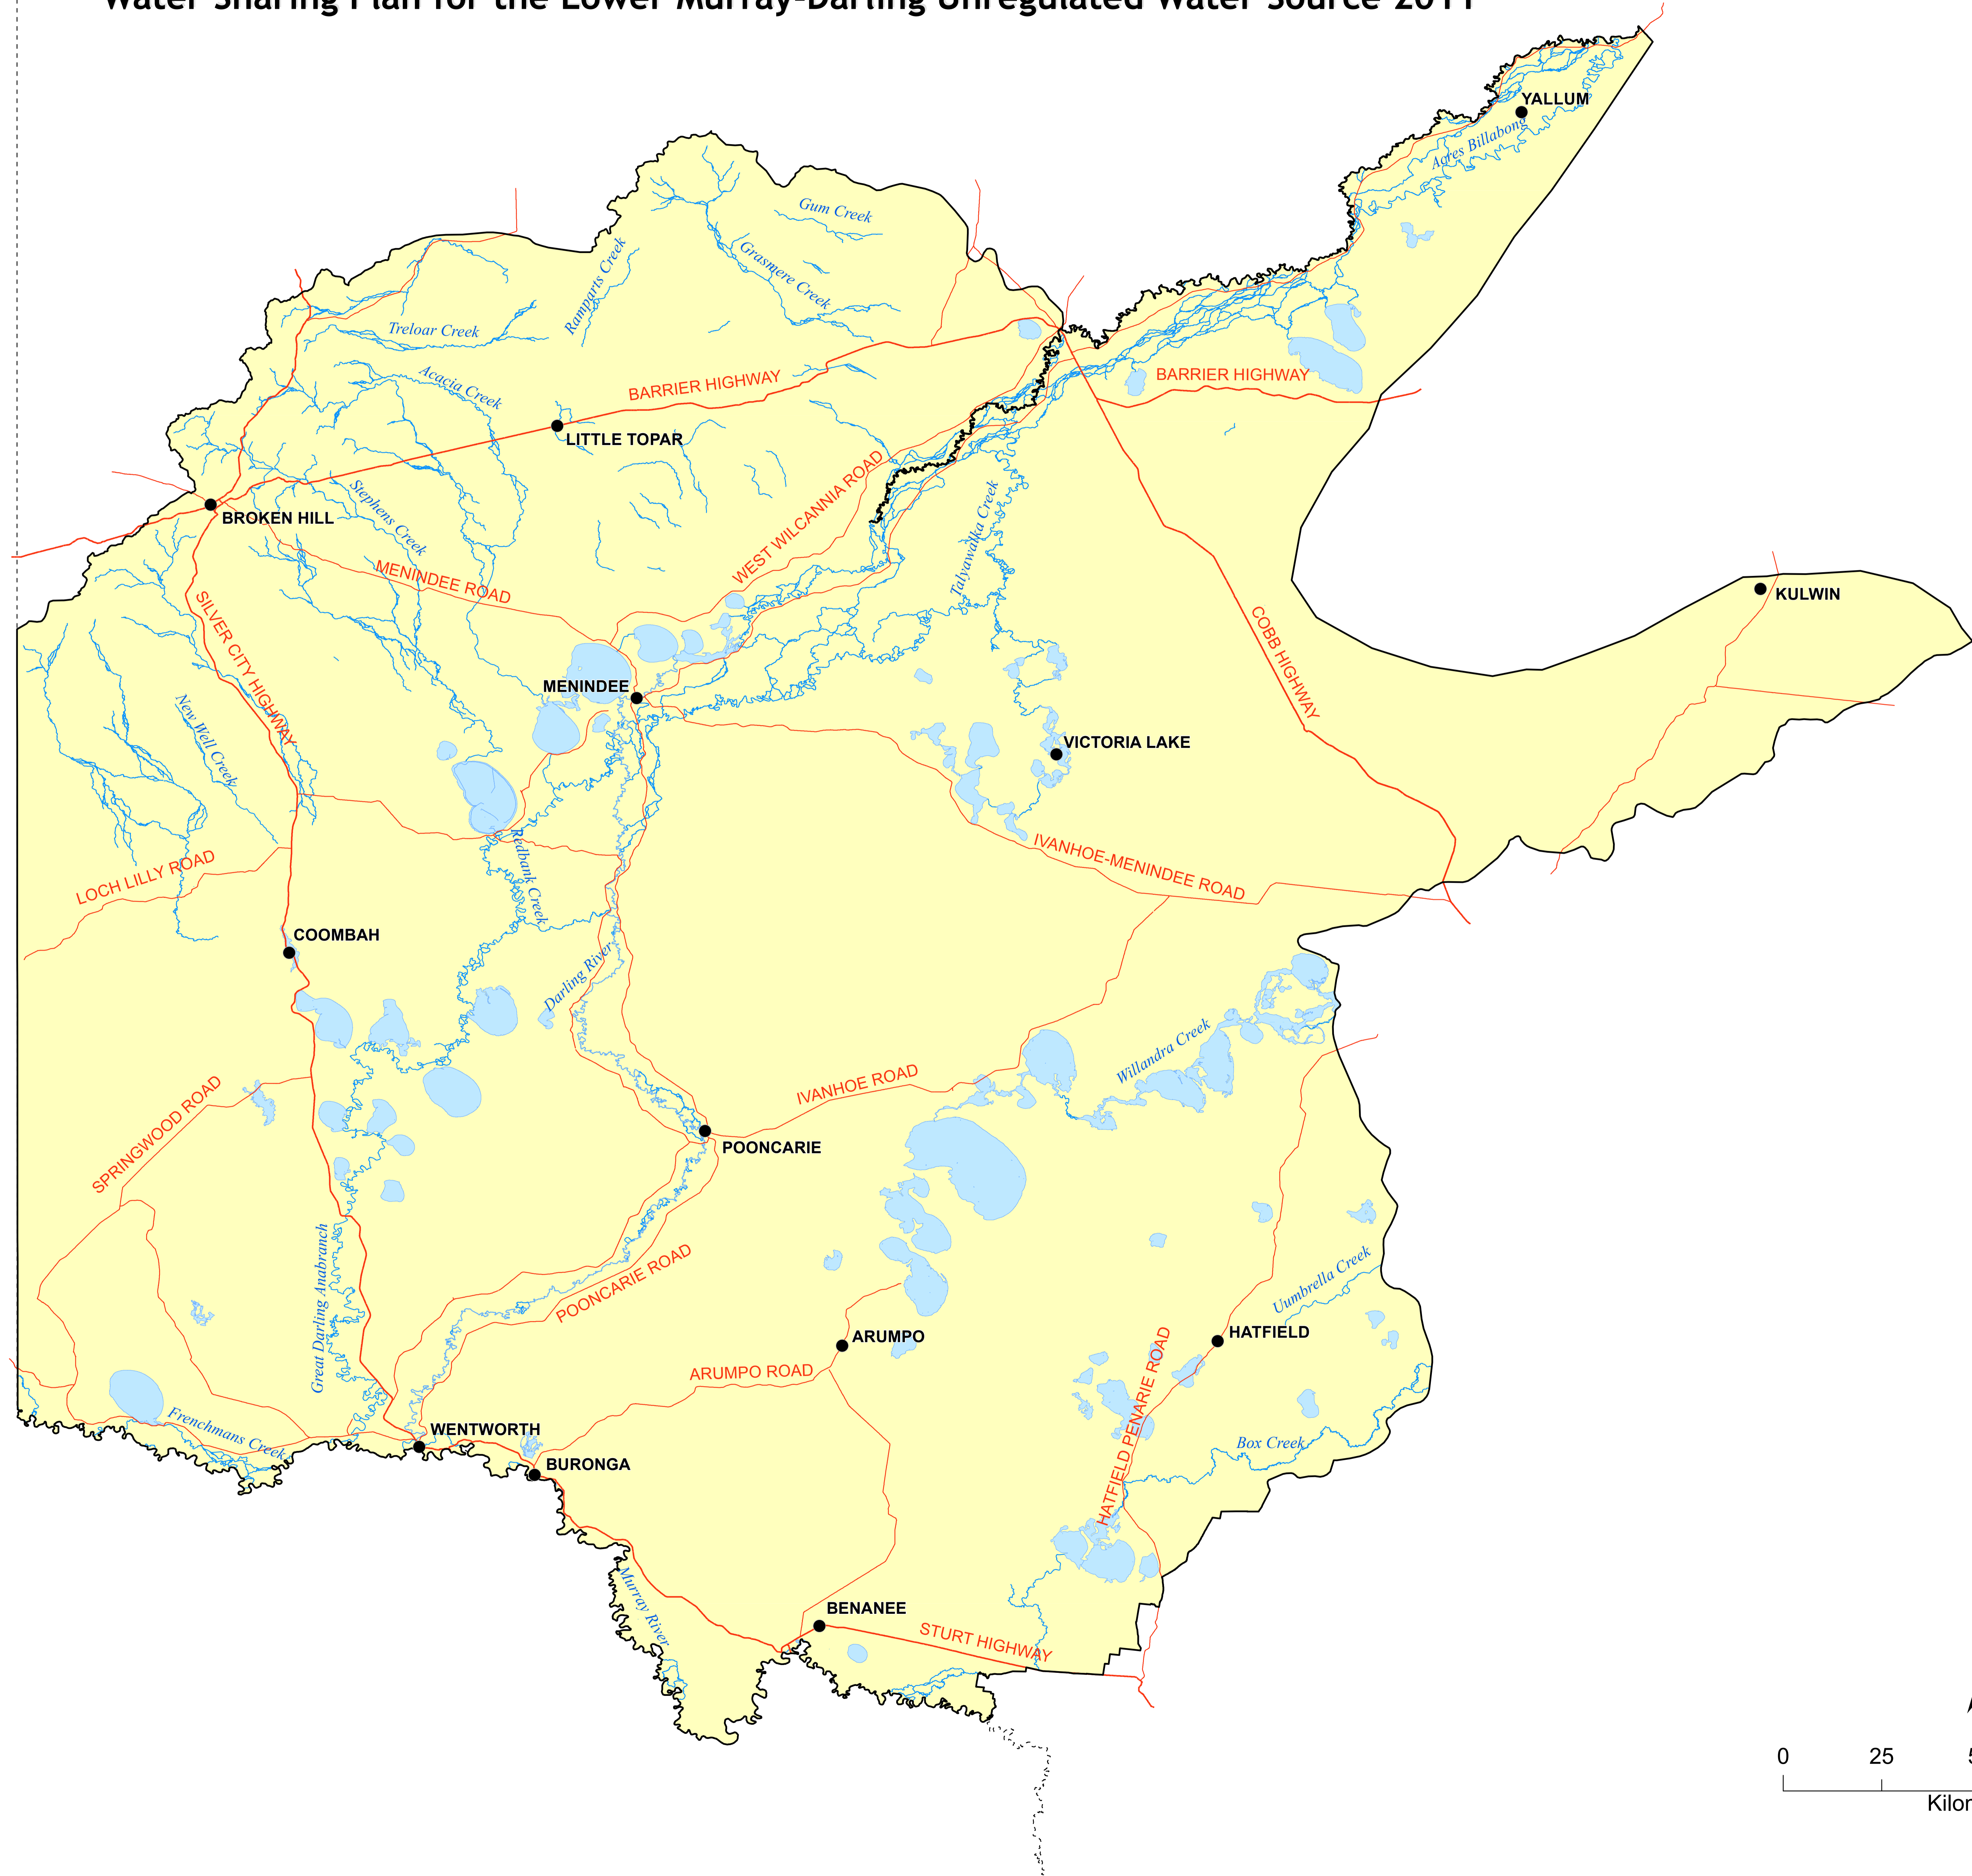 Water Sharing Plan for the Lower Murray-Darling Unregulated Water Source 2011
YALLUM
Acres Billabong
Gum Creek
Grasmere Creek
Ramparts Creek
Treloar Creek
Acacia Creek
BARRIER HIGHWAY
BARRIER HIGHWAY
LITTLE TOPAR
WEST WILCANNIA ROAD
Stephens Creek
BROKEN HILL
Talyawalka Creek
MENINDEE ROAD
KULWIN
SILVER CITY HIGHWAY
COBB HIGHWAY
MENINDEE
New Well Creek
VICTORIA LAKE
Redbank Creek
IVANHOE-MENINDEE ROAD
LOCH LILLY ROAD
COOMBAH
Darling River
Willandra Creek
IVANHOE ROAD
SPRINGWOOD ROAD
POONCARIE
Great Darling Anabranch
POONCARIE ROAD
Uumbrella Creek
ARUMPO
HATFIELD
ARUMPO ROAD
HATFIELD PENARIE ROAD
Frenchmans Creek
WENTWORTH
Box Creek
BURONGA
Murray River
BENANEE
STURT HIGHWAY
0 25